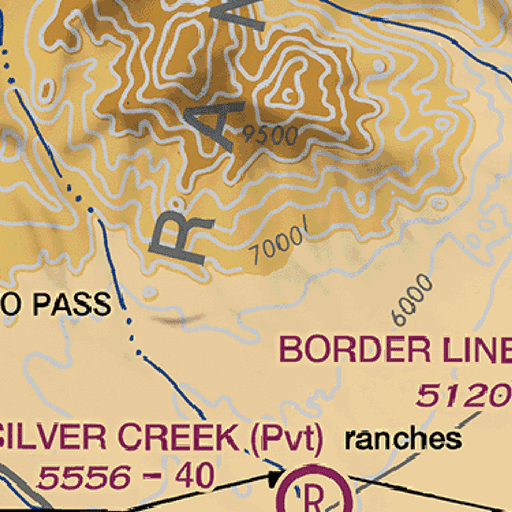 R A N
9500
7000
6000
O PASS
BORDER LINE
5120
SILVER CREEK (Pvt) ranches
5556 - 40
R